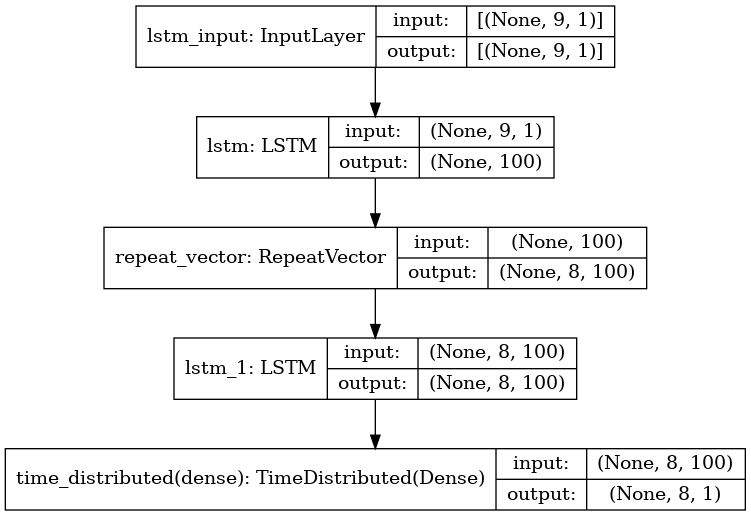 lstm_input: InputLayer input: [(None, 9, 1)]
output: [(None, 9, 1)]
lstm: LSTM input: (None, 9, 1)
output: (None, 100)
repeat_vector: RepeatVector input: (None, 100)
output: (None, 8, 100)
lstm_1: LSTM input: (None, 8, 100)
output: (None, 8, 100)
time_distributed(dense): TimeDistributed(Dense) input: (None, 8, 100)
output: (None, 8, 1)